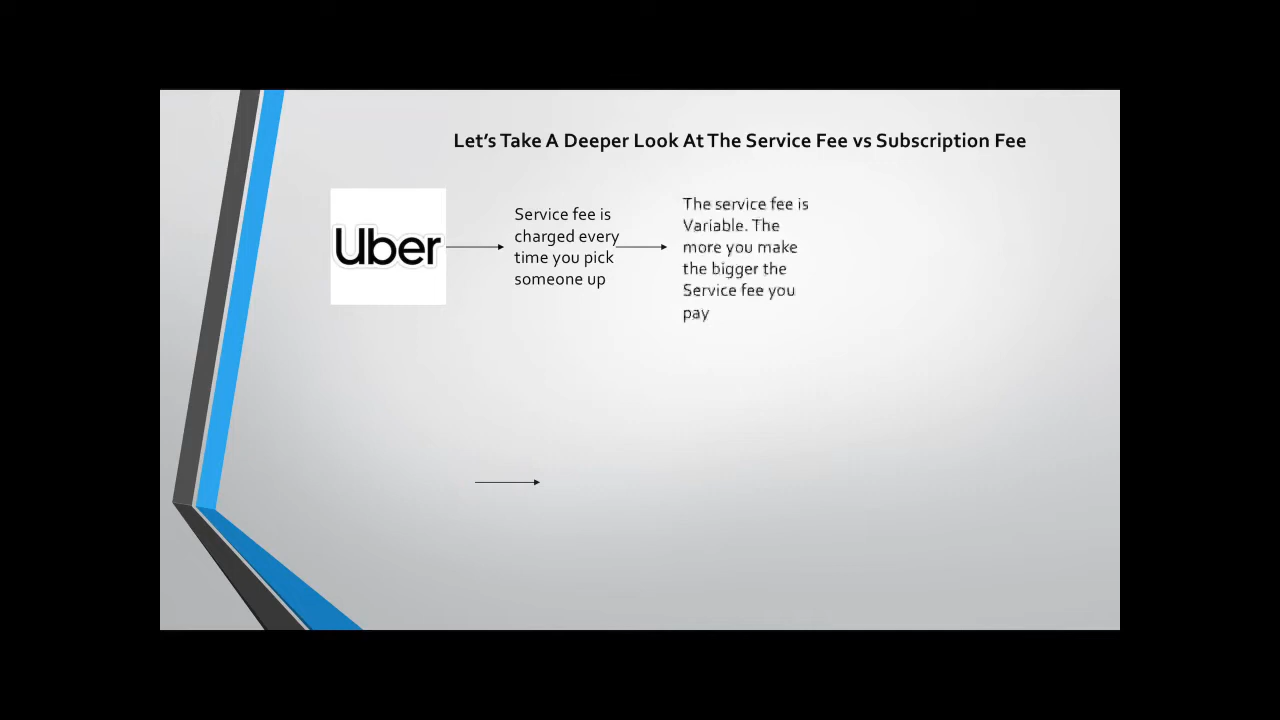 Let's Take A Deeper Look At The Service Fee vs Subscription Fee
Uber
Service fee is
charged every
time you pick
someone up
The service fee is
Variable. The
more you make
the bigger the
Service fee you
pay